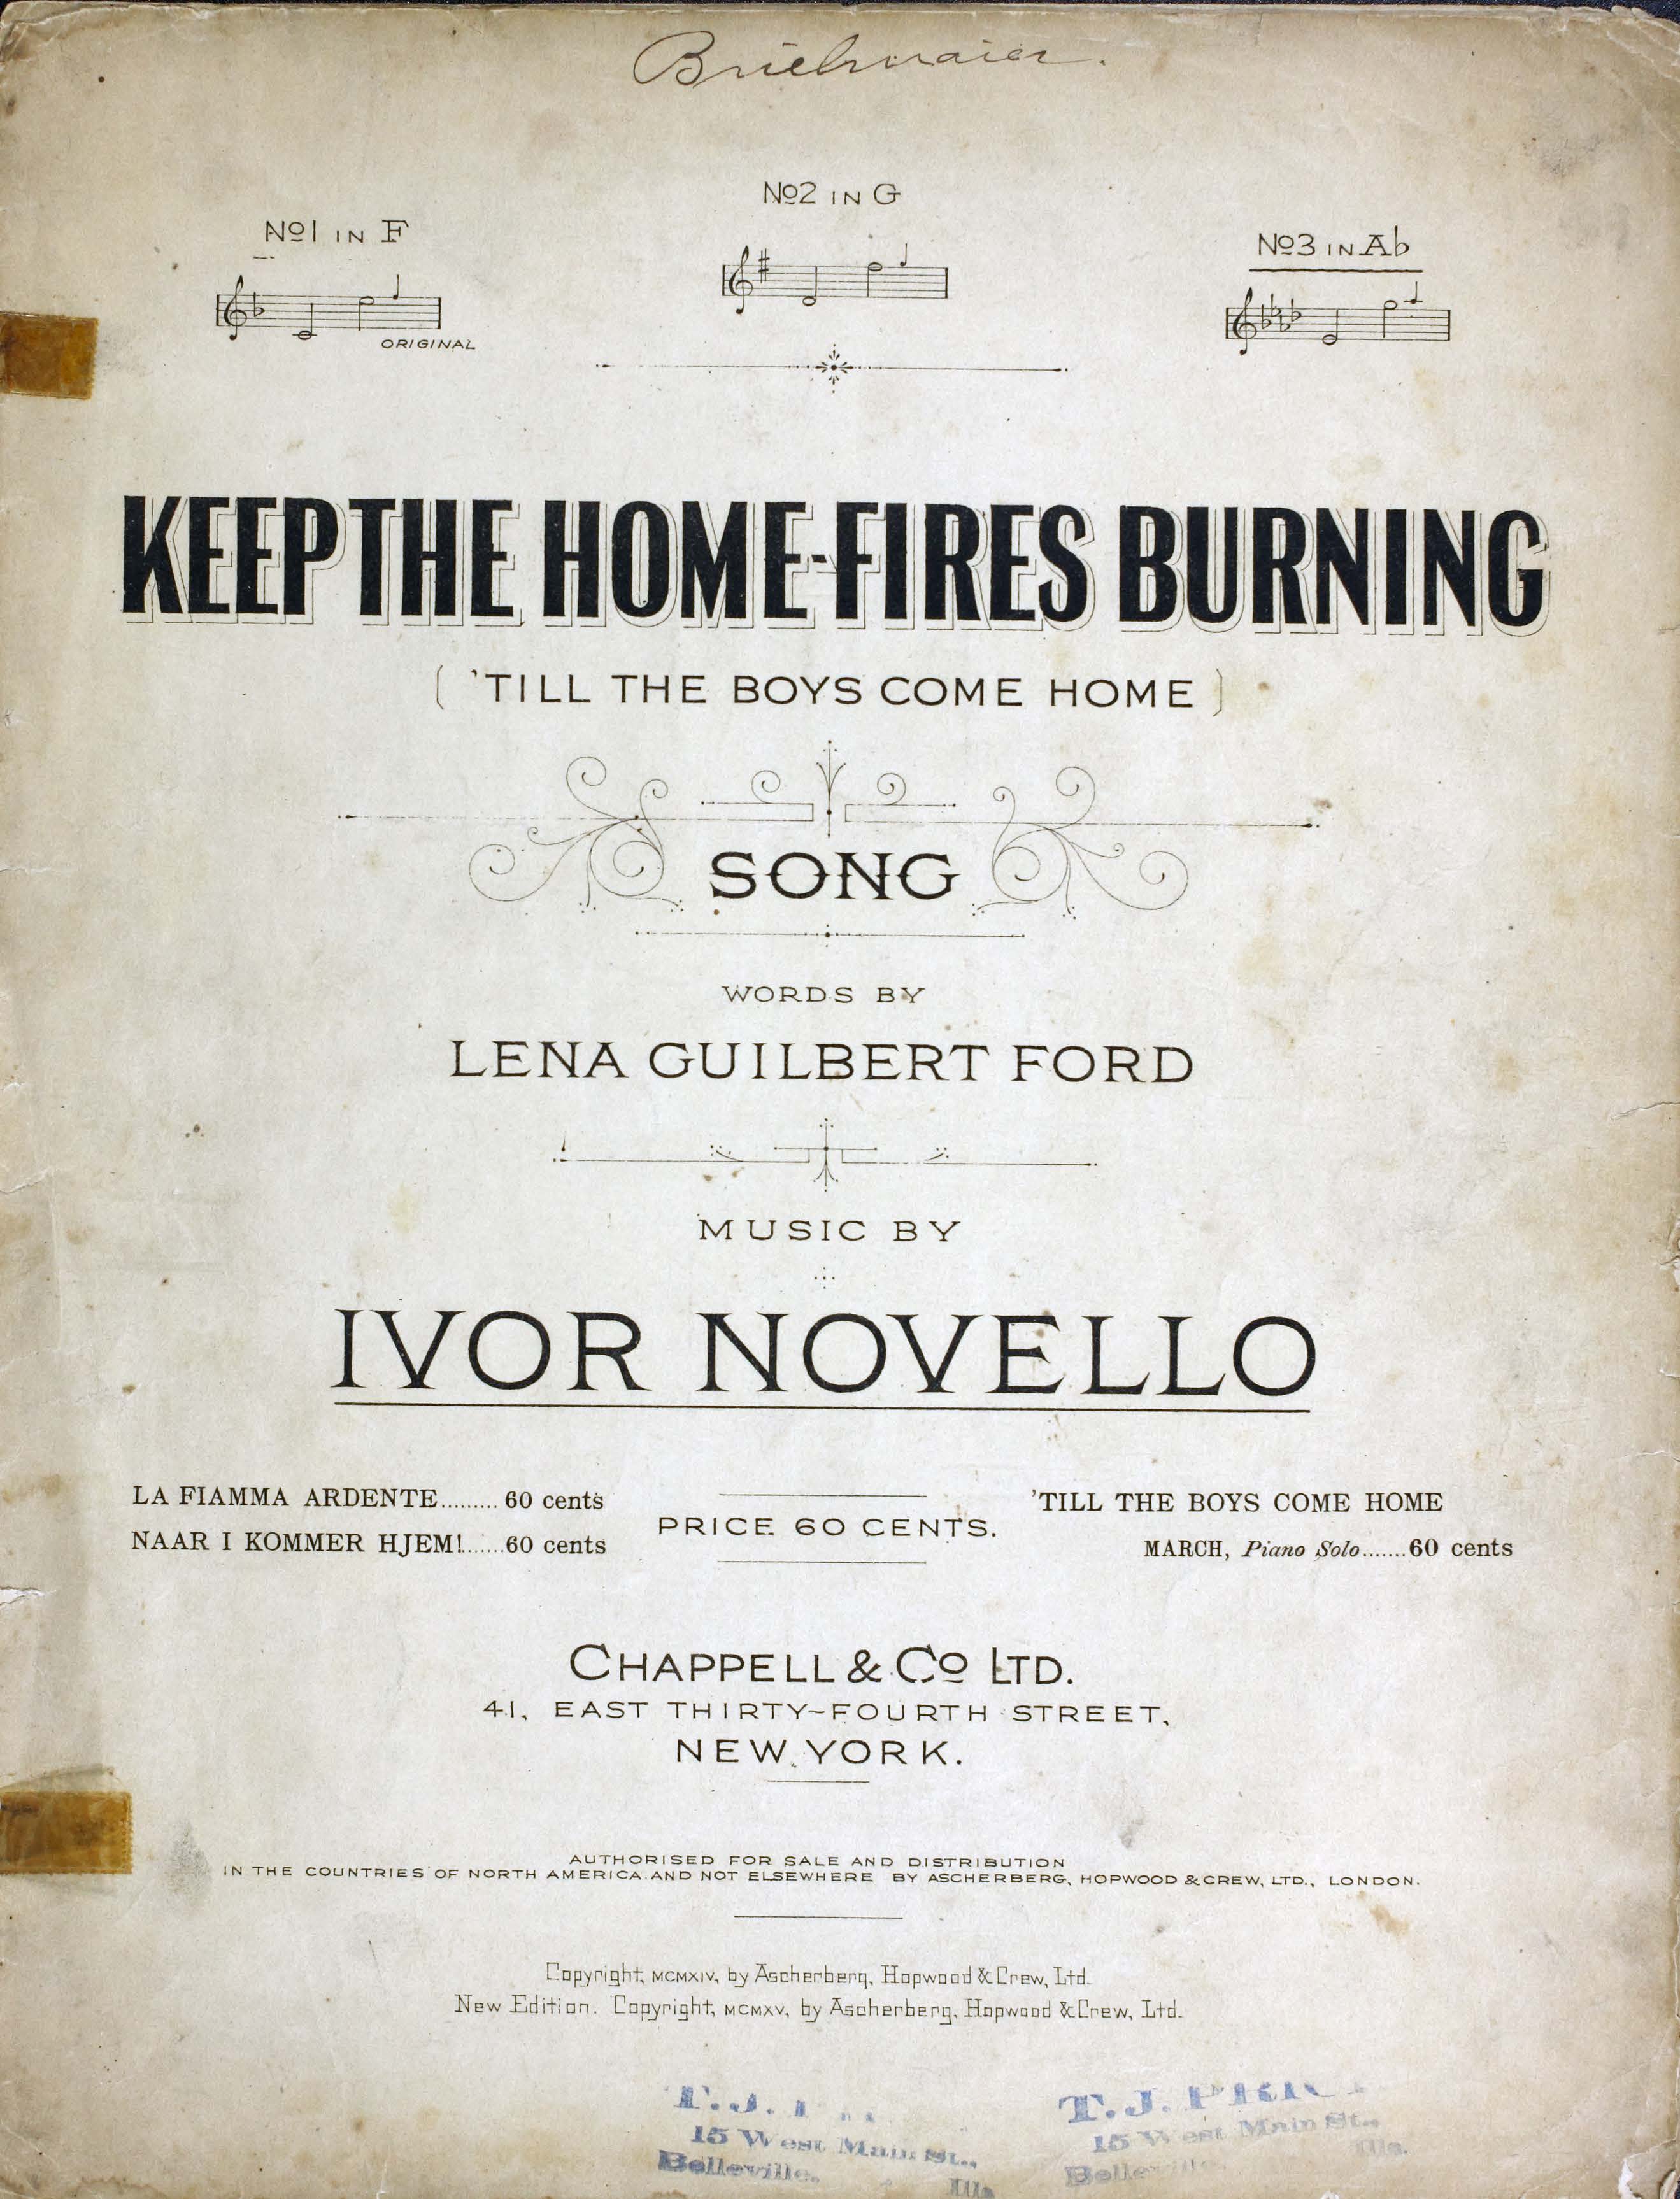 Brielmaier.
No2 IN G
No1 IN F
No3 IN Ab
ORIGINAL
KEEP THE HOME-FIRES BURNING
('TILL THE BOYS COME HOME)
SONG
WORDS BY
LENA GUILBERT FORD
MUSIC BY
IVOR NOVELLO
LA FIAMMA ARDENTE.........60 cents
NAAR I KOMMER HJEM!.......60 cents
PRICE 60 CENTS.
'TILL THE BOYS COME HOME
MARCH, Piano Solo.......60 cents
CHAPPELL & Co LTD.
41, EAST THIRTY-FOURTH STREET,
NEW YORK.
AUTHORISED FOR SALE AND DISTRIBUTION
IN THE COUNTRIES OF NORTH AMERICA AND NOT ELSEWHERE BY ASCHERBERG, HOPWOOD & CREW, LTD., LONDON.
Copyright, MCMXIV, by Ascherberg, Hopwood & Crew, Ltd.
New Edition. Copyright, MCMXV, by Ascherberg, Hopwood & Crew, Ltd.
T.J.
15 West Main St.,
Belleville, Ills.
T.J.
15 West Main St.,
Belleville Ills.